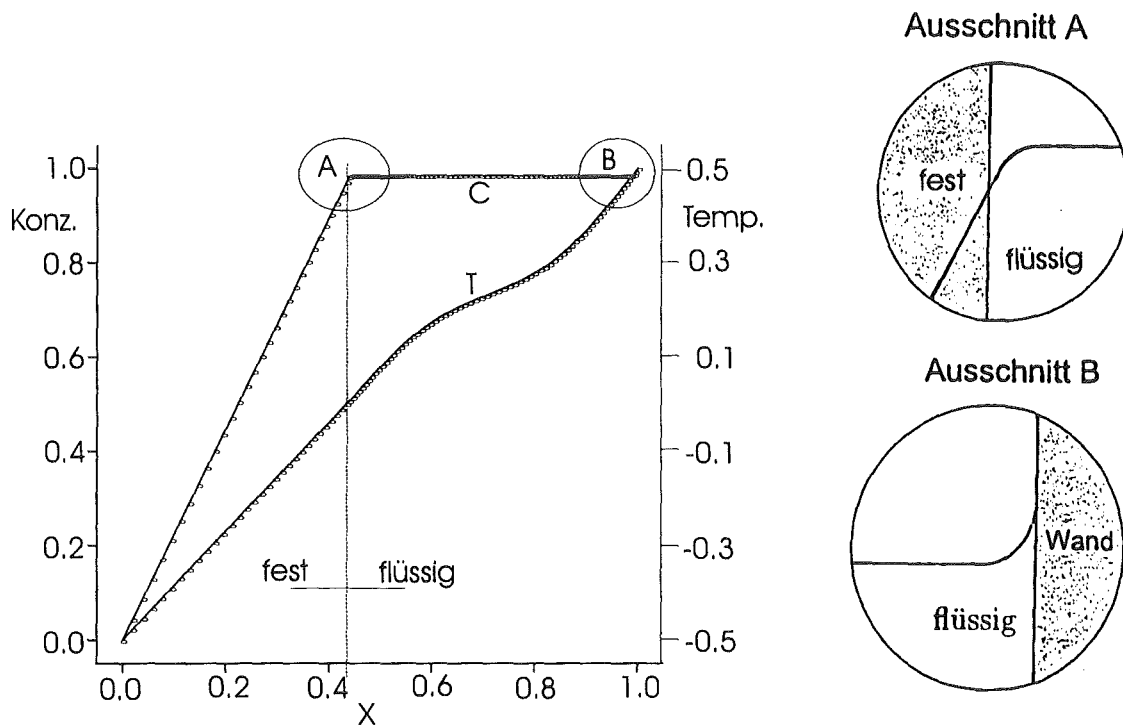 Ausschnitt A
fest
flüssig
Ausschnitt B
Wand
flüssig
Konz.
1.0
0.8
0.6
0.4
0.2
0.0
A
B
C
T
Temp.
0.5
0.3
0.1
-0.1
-0.3
-0.5
fest flüssig
0.0 0.2 0.4 0.6 0.8 1.0
X